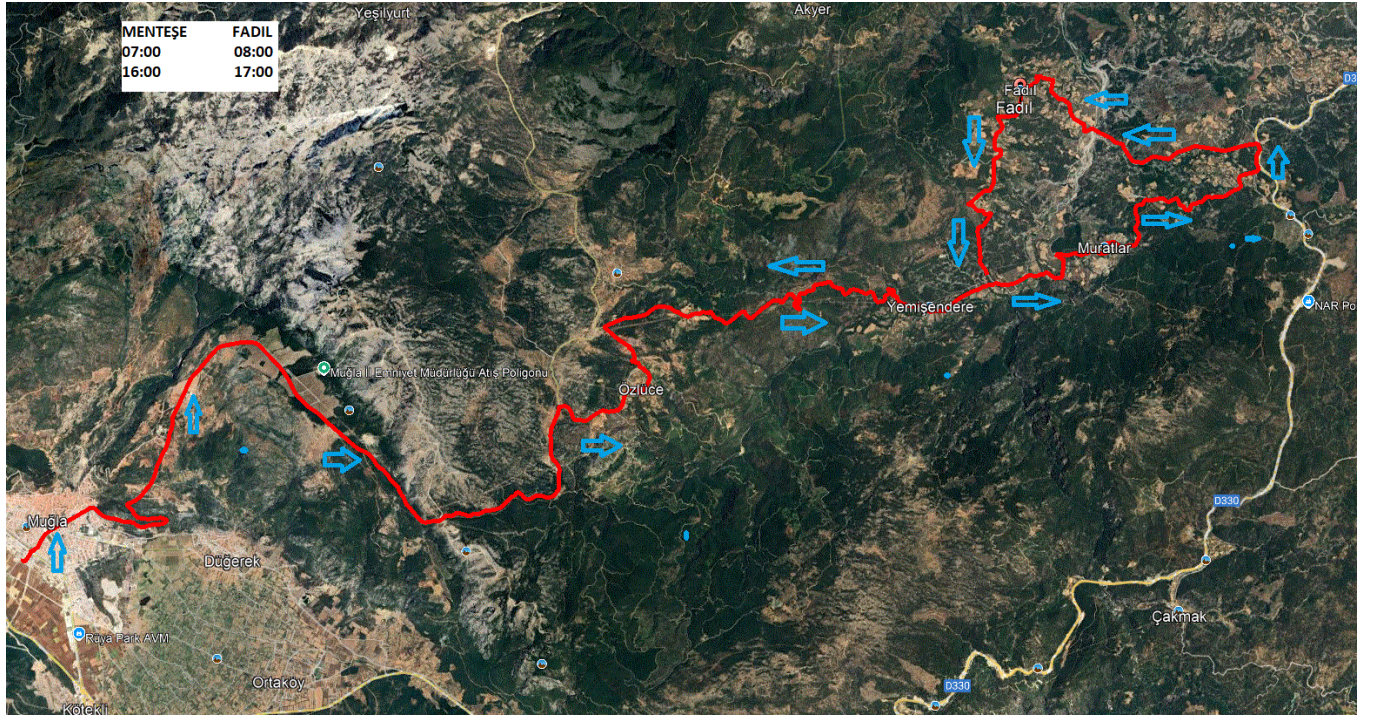 Yeşilyurt
Akyer
MENTEŞE FADIL
07:00 08:00
16:00 17:00
D3
Fadıl
Fadıl
Muratlar
Yemişendere
NAR Po
Muğla İl Emniyet Müdürlüğü Atış Poligonu
Özlüce
D330
Muğla
Düğerek
Çakmak
Rüya Park AVM
Ortaköy
D330
Kötekli